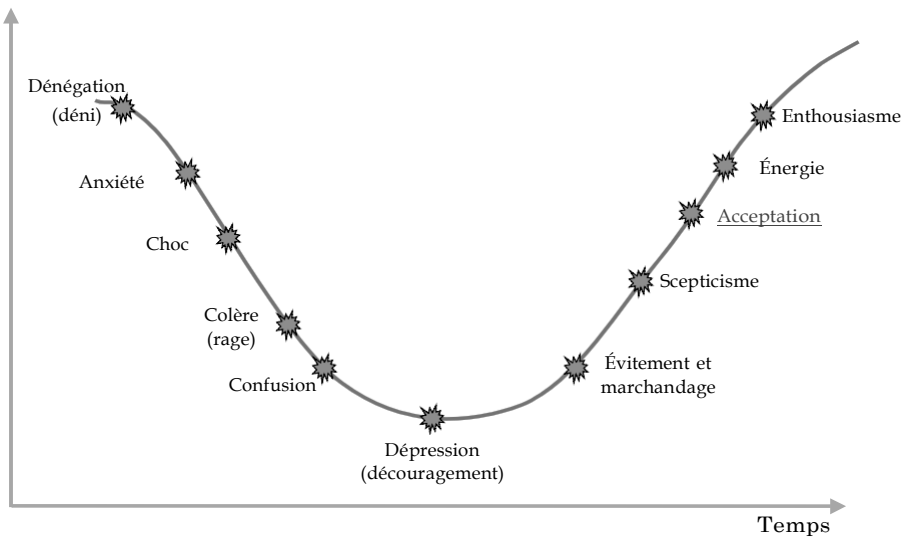 Dénégation
(déni)
Anxiété
Choc
Colère
(rage)
Confusion
Dépression
(découragement)
Évitement et
marchandage
Scepticisme
Acceptation
Énergie
Enthousiasme
Temps